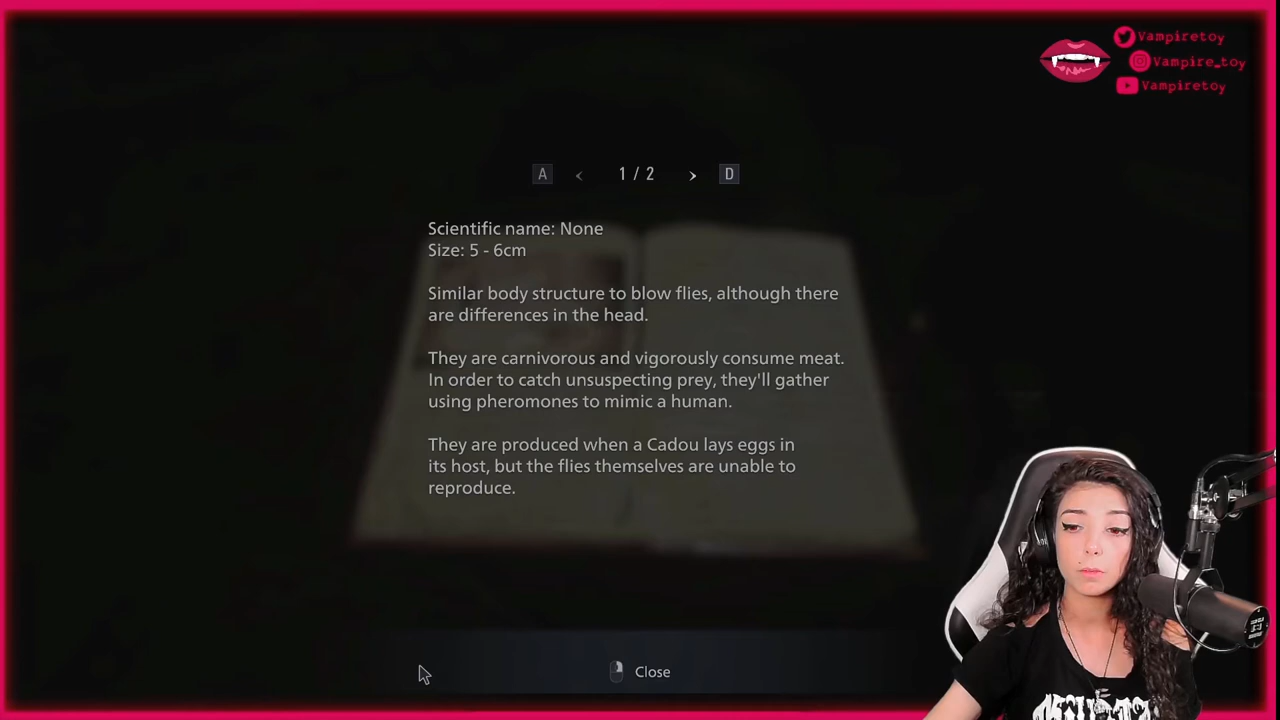 Vampiretoy
Vampire_toy
Vampiretoy
A < 1 / 2 > D
Scientific name: None
Size: 5 - 6cm
Similar body structure to blow flies, although there
are differences in the head.
They are carnivorous and vigorously consume meat.
In order to catch unsuspecting prey, they'll gather
using pheromones to mimic a human.
They are produced when a Cadou lays eggs in
its host, but the flies themselves are unable to
reproduce.
Close